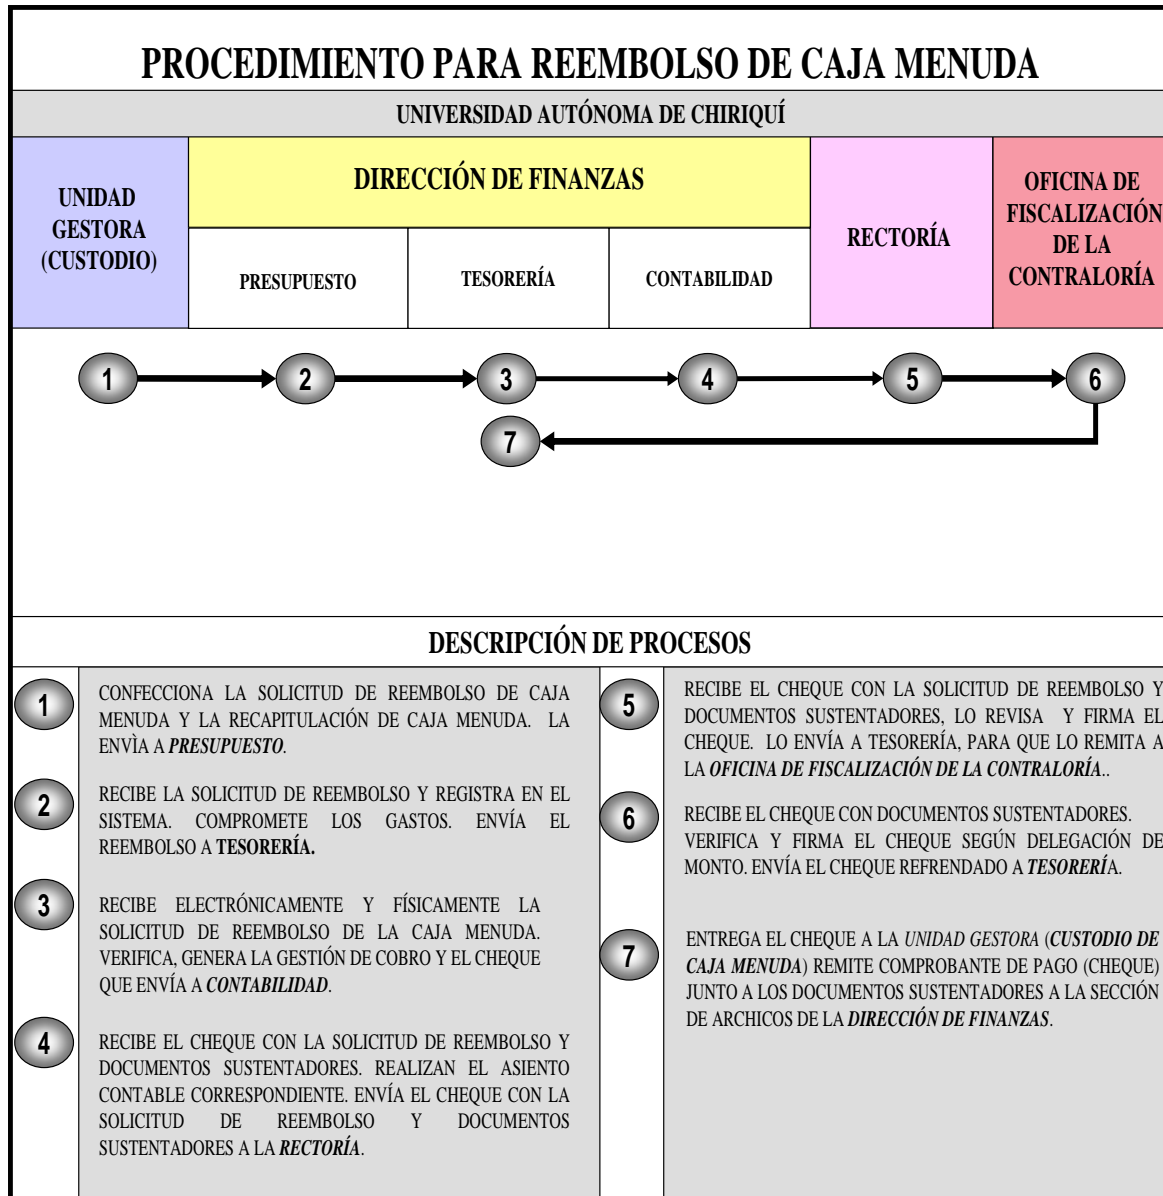 PROCEDIMIENTO PARA REEMBOLSO DE CAJA MENUDA
UNIVERSIDAD AUTÓNOMA DE CHIRIQUÍ
UNIDAD
GESTORA
(CUSTODIO)
DIRECCIÓN DE FINANZAS
PRESUPUESTO
TESORERÍA
CONTABILIDAD
RECTORÍA
OFICINA DE
FISCALIZACIÓN
DE LA
CONTRALORÍA
1
2
3
4
5
6
7
DESCRIPCIÓN DE PROCESOS
1
CONFECCIONA LA SOLICITUD DE REEMBOLSO DE CAJA
MENUDA Y LA RECAPITULACIÓN DE CAJA MENUDA. LA
ENVÌA A PRESUPUESTO.
2
RECIBE LA SOLICITUD DE REEMBOLSO Y REGISTRA EN EL
SISTEMA. COMPROMETE LOS GASTOS. ENVÍA EL
REEMBOLSO A TESORERÍA.
3
RECIBE ELECTRÓNICAMENTE Y FÍSICAMENTE LA
SOLICITUD DE REEMBOLSO DE LA CAJA MENUDA.
VERIFICA, GENERA LA GESTIÓN DE COBRO Y EL CHEQUE
QUE ENVÍA A CONTABILIDAD.
4
RECIBE EL CHEQUE CON LA SOLICITUD DE REEMBOLSO Y
DOCUMENTOS SUSTENTADORES. REALIZAN EL ASIENTO
CONTABLE CORRESPONDIENTE. ENVÍA EL CHEQUE CON LA
SOLICITUD DE REEMBOLSO Y DOCUMENTOS
SUSTENTADORES A LA RECTORÍA.
5
RECIBE EL CHEQUE CON LA SOLICITUD DE REEMBOLSO Y
DOCUMENTOS SUSTENTADORES, LO REVISA Y FIRMA EL
CHEQUE. LO ENVÍA A TESORERÍA, PARA QUE LO REMITA A
LA OFICINA DE FISCALIZACIÓN DE LA CONTRALORÍA..
6
RECIBE EL CHEQUE CON DOCUMENTOS SUSTENTADORES.
VERIFICA Y FIRMA EL CHEQUE SEGÚN DELEGACIÓN DE
MONTO. ENVÍA EL CHEQUE REFRENDADO A TESORERÍA.
7
ENTREGA EL CHEQUE A LA UNIDAD GESTORA (CUSTODIO DE
CAJA MENUDA) REMITE COMPROBANTE DE PAGO (CHEQUE)
JUNTO A LOS DOCUMENTOS SUSTENTADORES A LA SECCIÓN
DE ARCHICOS DE LA DIRECCIÓN DE FINANZAS.